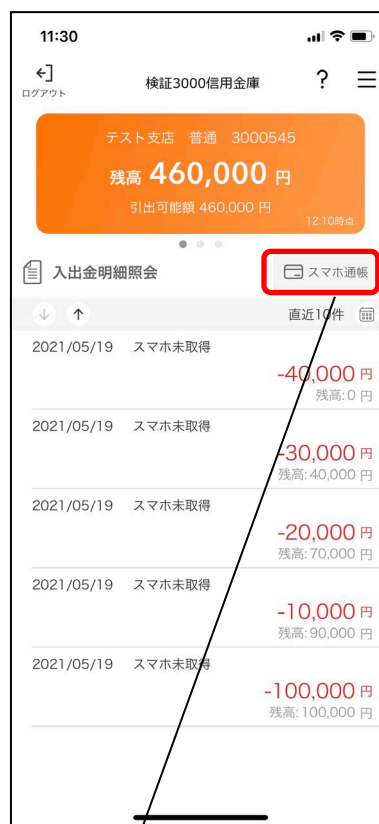 11:30
ログアウト
検証3000信用金庫
?
テスト支店 普通 3000545
残高 460,000 円
引出可能額 460,000 円
12:10時点
入出金明細照会
スマホ通帳
↓ ↑ 直近10件
2021/05/19 スマホ未取得
-40,000 円
残高:0 円
2021/05/19 スマホ未取得
-30,000 円
残高:40,000 円
2021/05/19 スマホ未取得
-20,000 円
残高:70,000 円
2021/05/19 スマホ未取得
-10,000 円
残高:90,000 円
2021/05/19 スマホ未取得
-100,000 円
残高:100,000 円